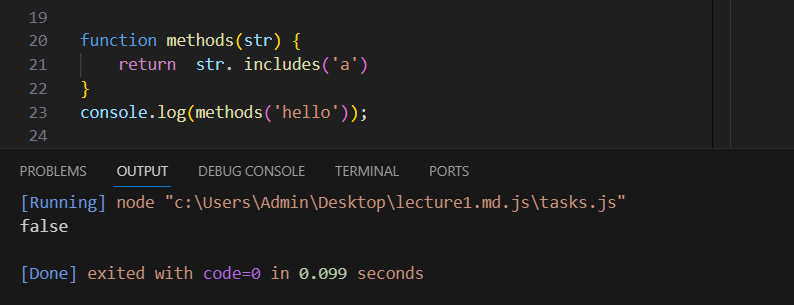 19
20 function methods(str) {
21 return  str. includes('a')
22 }
23 console.log(methods('hello'));
24
PROBLEMS OUTPUT DEBUG CONSOLE TERMINAL PORTS
[Running] node "c:\Users\Admin\Desktop\lecture1.md.js\tasks.js"
false
[Done] exited with code=0 in 0.099 seconds